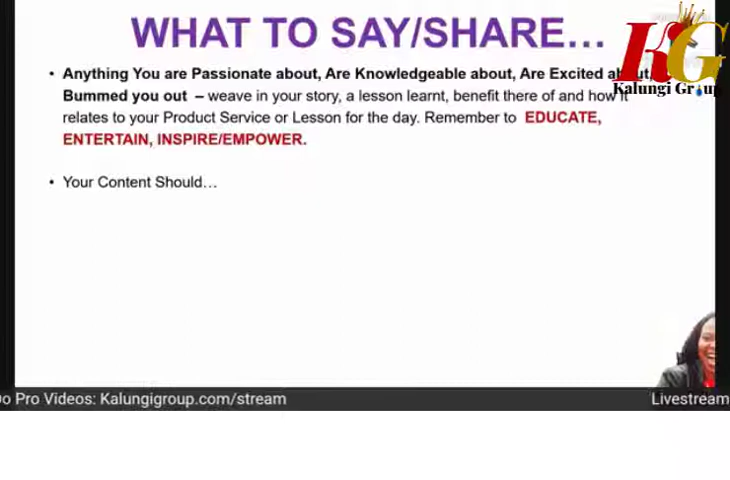 WHAT TO SAY/SHARE...
KG
Kalungi Group
• Anything You are Passionate about, Are Knowledgeable about, Are Excited
Bummed you out – weave in your story, a lesson learnt, benefit there of and how it
relates to your Product Service or Lesson for the day. Remember to EDUCATE,
ENTERTAIN, INSPIRE/EMPOWER.
• Your Content Should...
Do Pro Videos: Kalungigroup.com/stream
Livestream